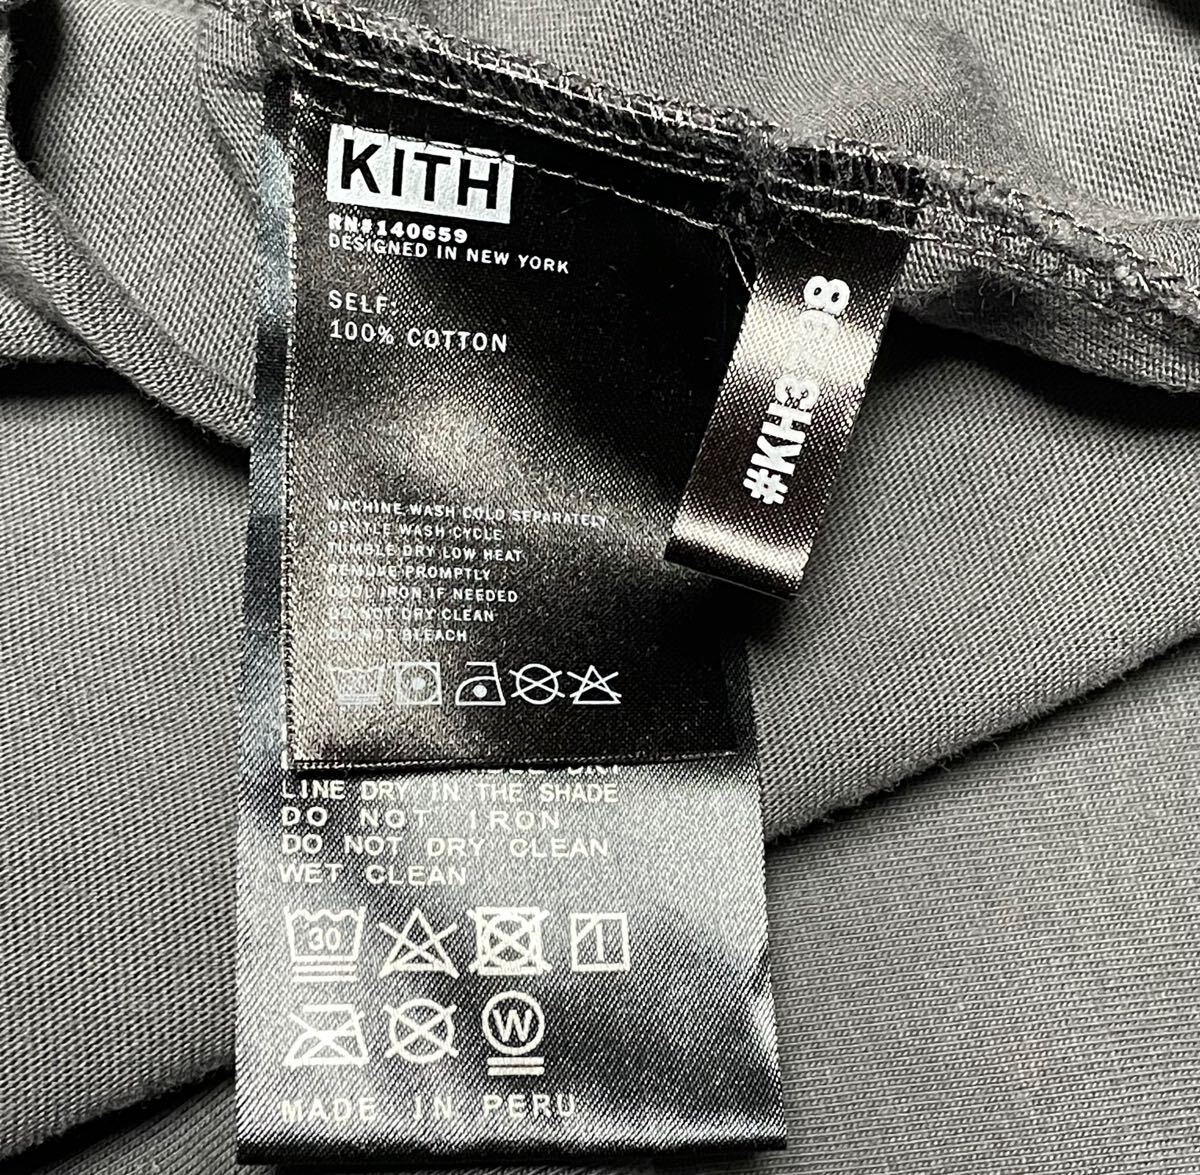 KITH
RN#140659
DESIGNED IN NEW YORK
SELF:
100% COTTON
MACHINE WASH COLD SEPARATELY
GENTLE WASH CYCLE
TUMBLE DRY LOW HEAT
REMOVE PROMPTLY
COOL IRON IF NEEDED
DO NOT DRY CLEAN
DO NOT BLEACH
LINE DRY IN THE SHADE
DO NOT IRON
DO NOT DRY CLEAN
WET CLEAN
30
W
MADE IN PERU